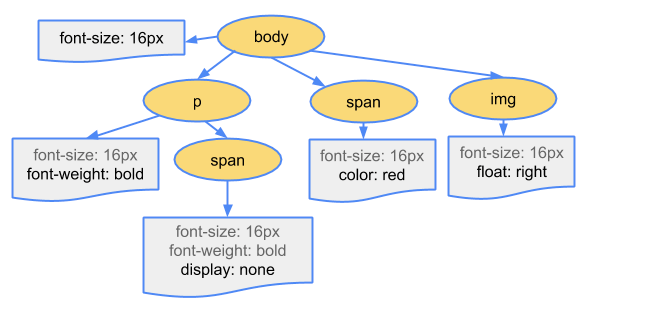 font-size: 16px
body
p
span
img
font-size: 16px
font-weight: bold
span
font-size: 16px
color: red
font-size: 16px
float: right
font-size: 16px
font-weight: bold
display: none